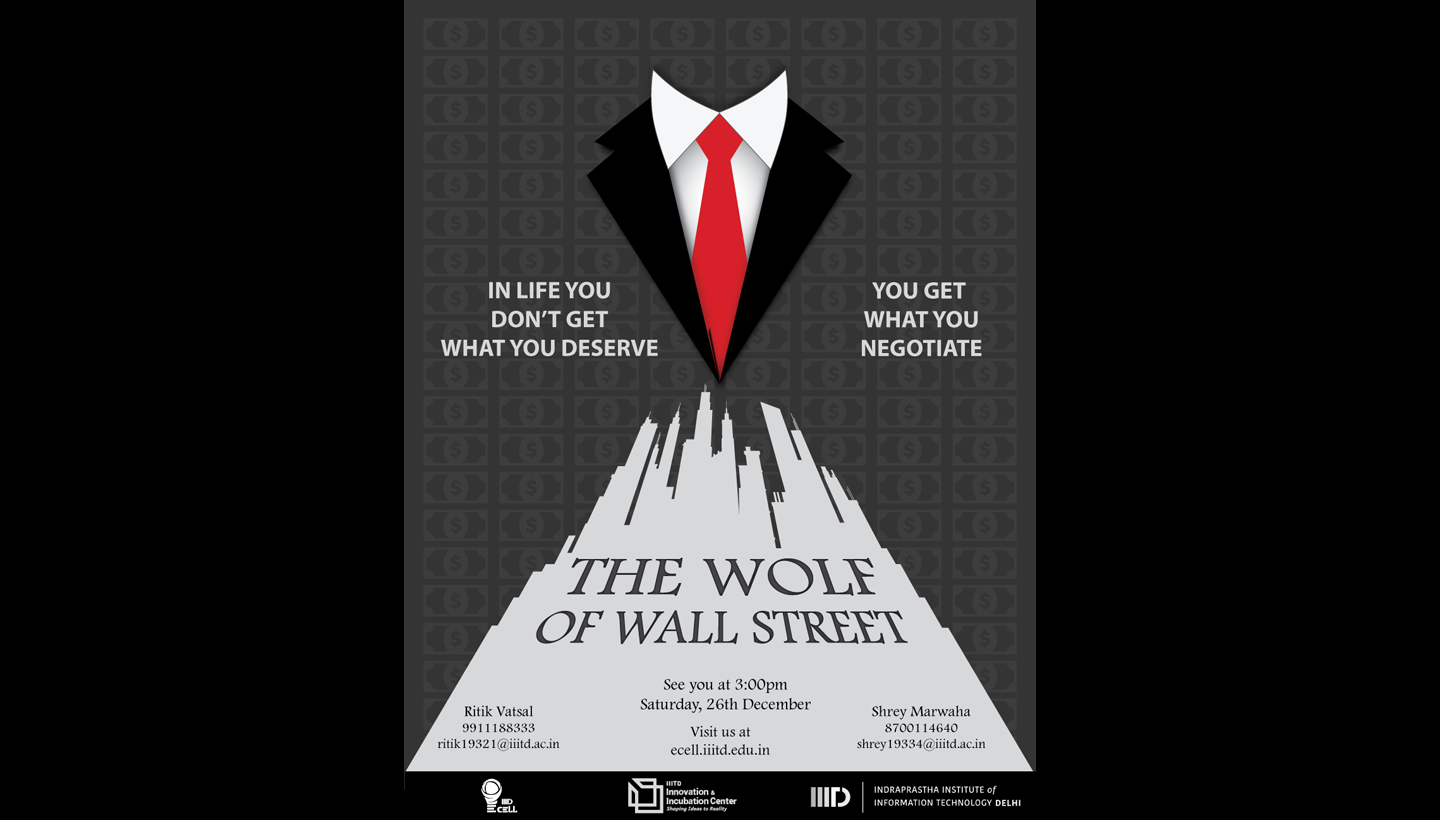 IN LIFE YOU
DON’T GET
WHAT YOU DESERVE
YOU GET
WHAT YOU
NEGOTIATE
THE WOLF
OF WALL STREET
See you at 3:00pm
Saturday, 26th December
Visit us at
ecell.iiitd.edu.in
Ritik Vatsal
9911188333
ritik19321@iiitd.ac.in
Shrey Marwaha
8700114640
shrey19334@iiitd.ac.in
IIID
CELL
IIITD
Innovation &
Incubation Center
Shaping Ideas to Reality
IIID
INDRAPRASTHA INSTITUTE of
INFORMATION TECHNOLOGY DELHI